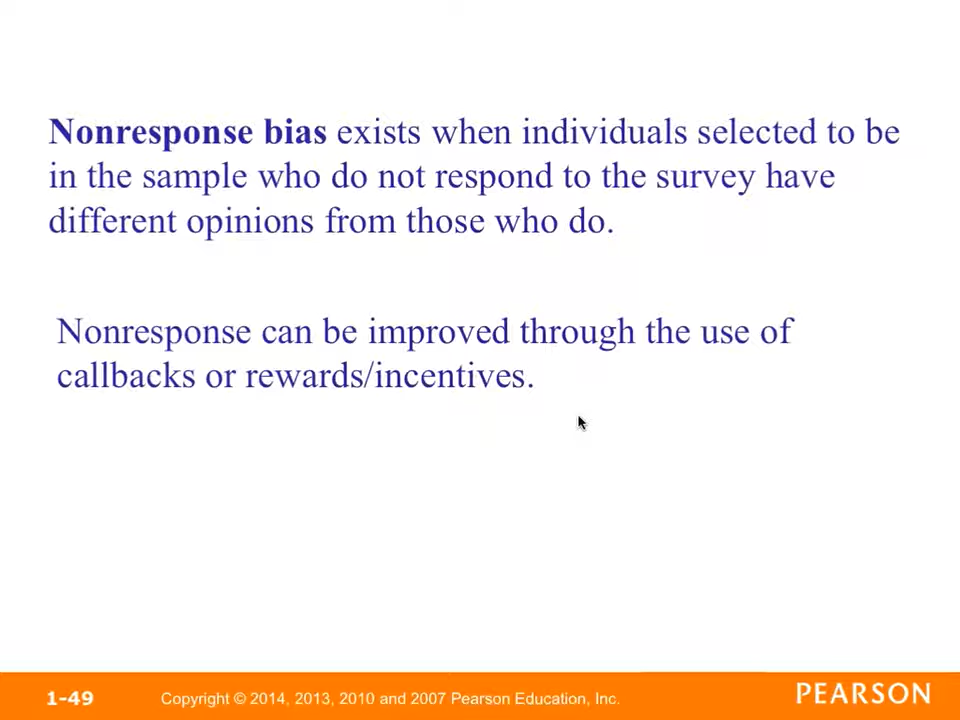 Nonresponse bias exists when individuals selected to be
in the sample who do not respond to the survey have
different opinions from those who do.
Nonresponse can be improved through the use of
callbacks or rewards/incentives.
1-49
Copyright © 2014, 2013, 2010 and 2007 Pearson Education, Inc.
PEARSON